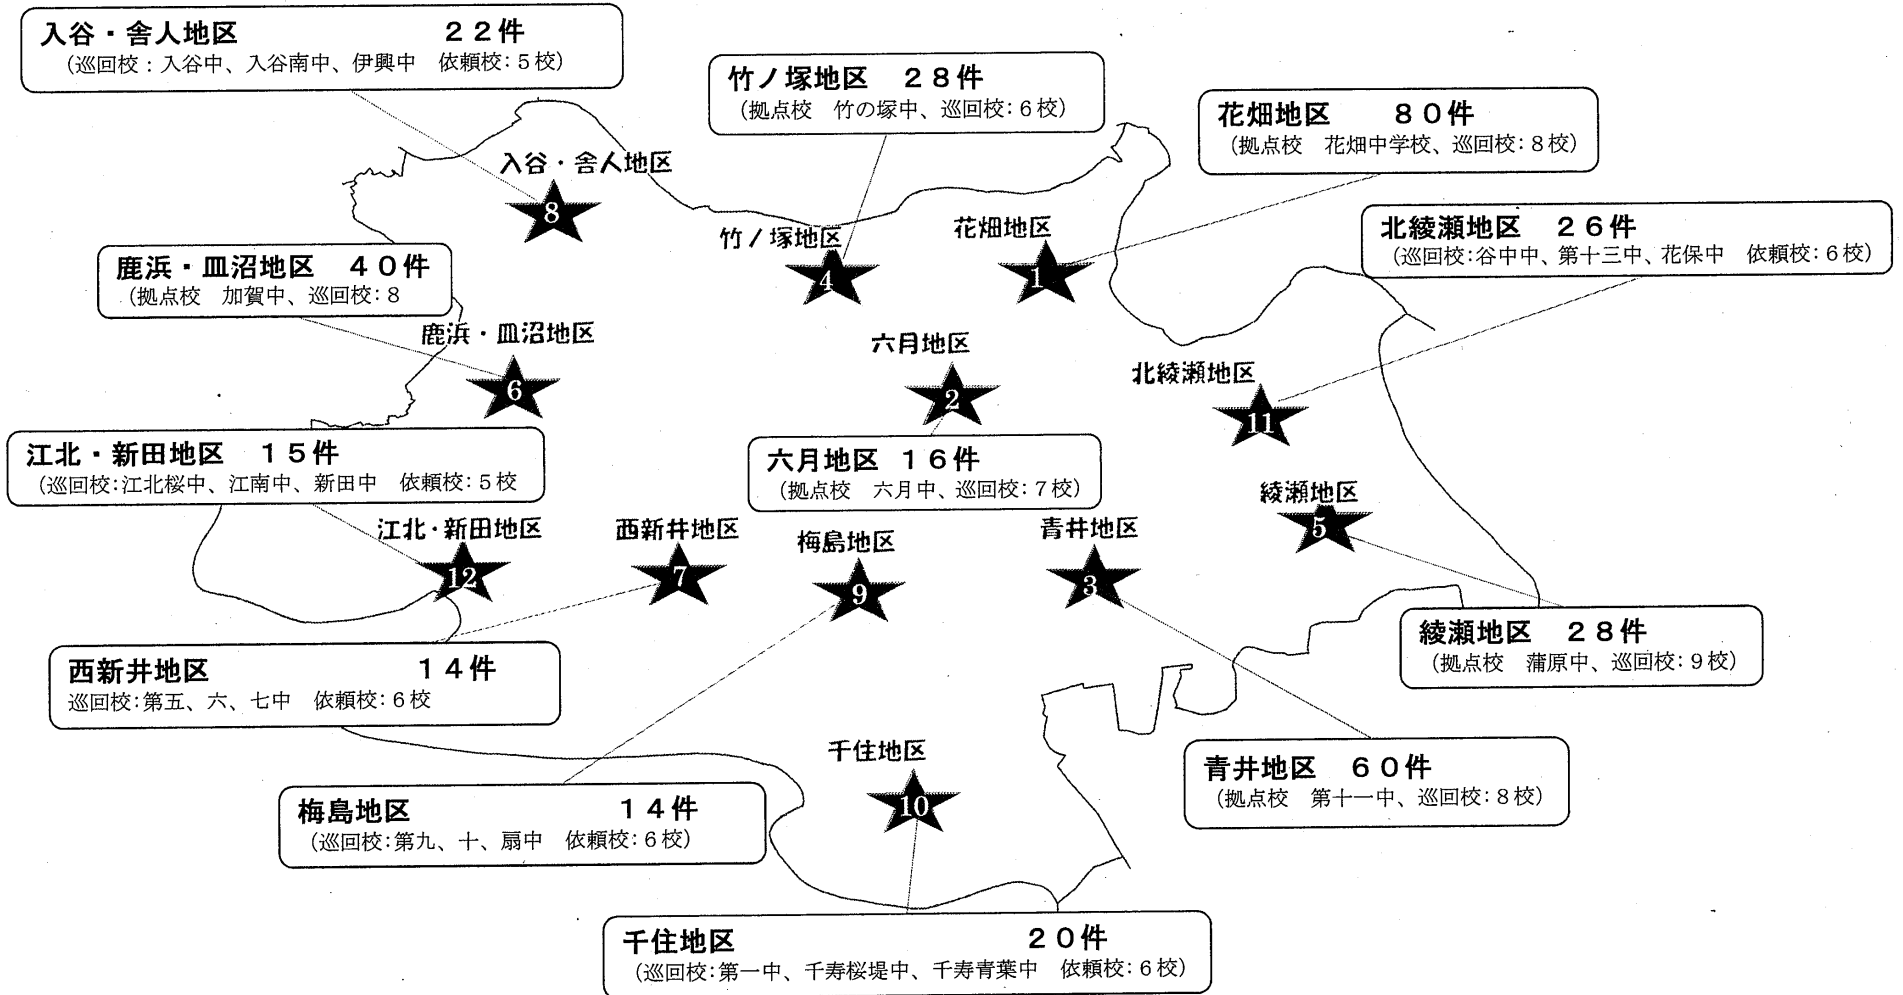 入谷・舎人地区 22件
(巡回校:入谷中、入谷南中、伊興中 依頼校:5校)
竹ノ塚地区 28件
(拠点校 竹の塚中、巡回校:6校)
花畑地区 80件
(拠点校 花畑中学校、巡回校:8校)
入谷・舎人地区
8
北綾瀬地区 26件
(巡回校:谷中中、第十三中、花保中 依頼校:6校)
竹ノ塚地区
4
花畑地区
1
鹿浜・皿沼地区 40件
(拠点校 加賀中、巡回校:8
鹿浜・皿沼地区
6
六月地区
2
北綾瀬地区
11
江北・新田地区 15件
(巡回校:江北桜中、江南中、新田中 依頼校:5校
六月地区 16件
(拠点校 六月中、巡回校:7校)
綾瀬地区
5
江北・新田地区
12
西新井地区
7
梅島地区
9
青井地区
3
綾瀬地区 28件
(拠点校 蒲原中、巡回校:9校)
西新井地区 14件
巡回校:第五、六、七中 依頼校:6校
千住地区
10
青井地区 60件
(拠点校 第十一中、巡回校:8校)
梅島地区 14件
(巡回校:第九、十、扇中 依頼校:6校)
千住地区 20件
(巡回校:第一中、千寿桜堤中、千寿青葉中 依頼校:6校)